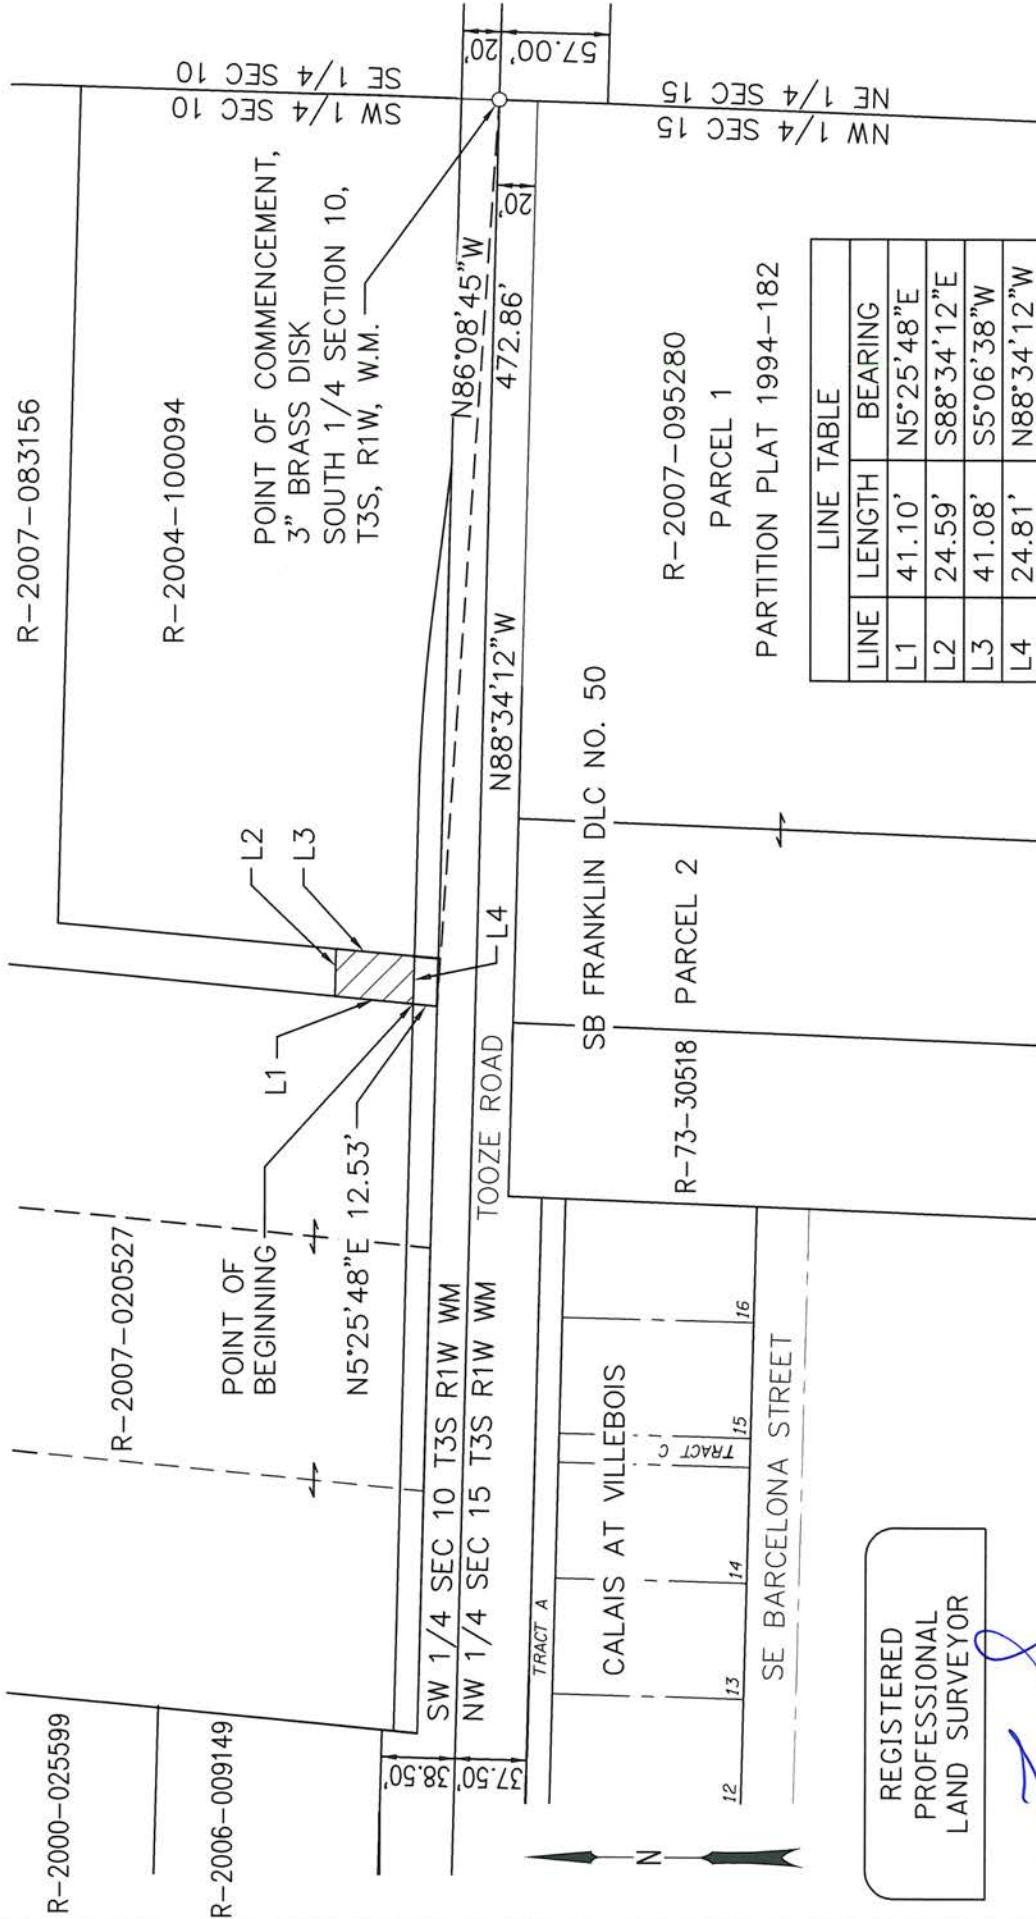 R-2007-083156
R-2004-100094
POINT OF COMMENCEMENT,
3" BRASS DISK
SOUTH 1/4 SECTION 10,
T3S, R1W, W.M.
SW 1/4 SEC 10
SE 1/4 SEC 10
20'
57.00'
NW 1/4 SEC 15
NE 1/4 SEC 15
20'
N86°08'45"W
472.86'
N88°34'12"W
L2
L3
L1
L4
R-2007-020527
POINT OF
BEGINNING
N5°25'48"E 12.53'
TOOZE ROAD
SW 1/4 SEC 10 T3S R1W WM
NW 1/4 SEC 15 T3S R1W WM
R-2000-025599
R-2006-009149
38.50'
37.50'
N
TRACT A
CALAIS AT VILLEBOIS
TRACT C
12
13
14
15
16
SE BARCELONA STREET
SB FRANKLIN DLC NO. 50
R-73-30518
PARCEL 2
R-2007-095280
PARCEL 1
PARTITION PLAT 1994-182
LINE TABLE
LINE LENGTH BEARING
L1 41.10' N5°25'48"E
L2 24.59' S88°34'12"E
L3 41.08' S5°06'38"W
L4 24.81' N88°34'12"W
REGISTERED
PROFESSIONAL
LAND SURVEYOR